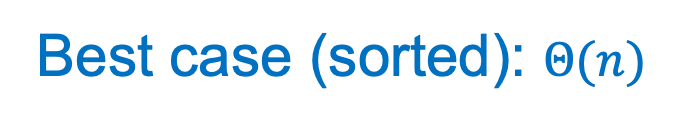 Best case (sorted): Θ(n)